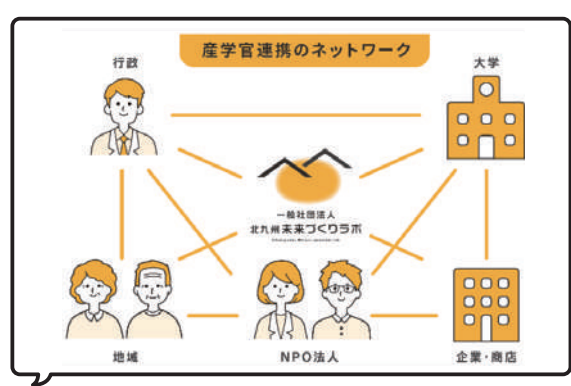 産学官連携のネットワーク
行政
大学
一般社団法人
北九州未来づくりラボ
地域
NPO法人
企業・商店